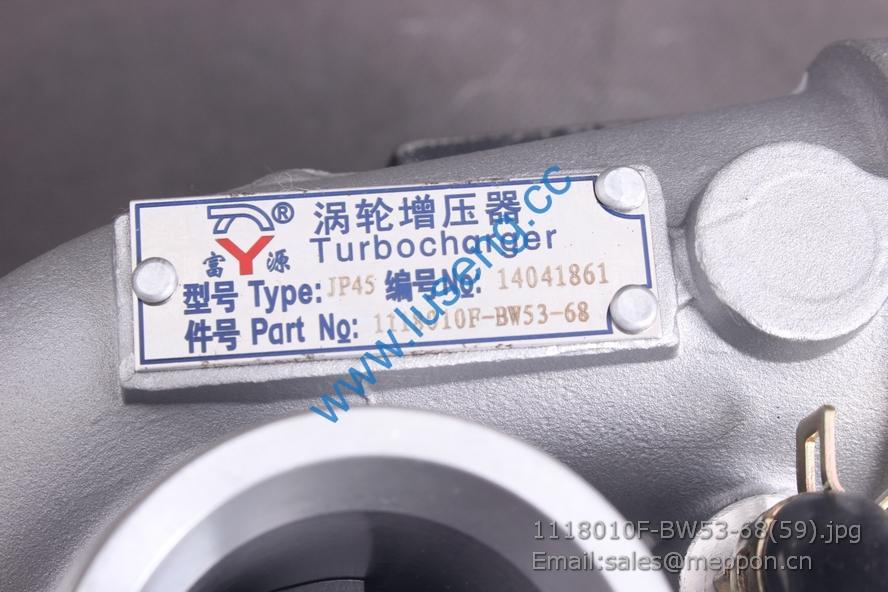 ®
涡轮增压器
Y
富 源
Turbocharger
型号 Type: JP45 编号No: 14041861
件号 Part No: 1118010F-BW53-68
www.luseng.cc
1118010F-BW53-68(59).jpg
Email:sales@meppon.cn